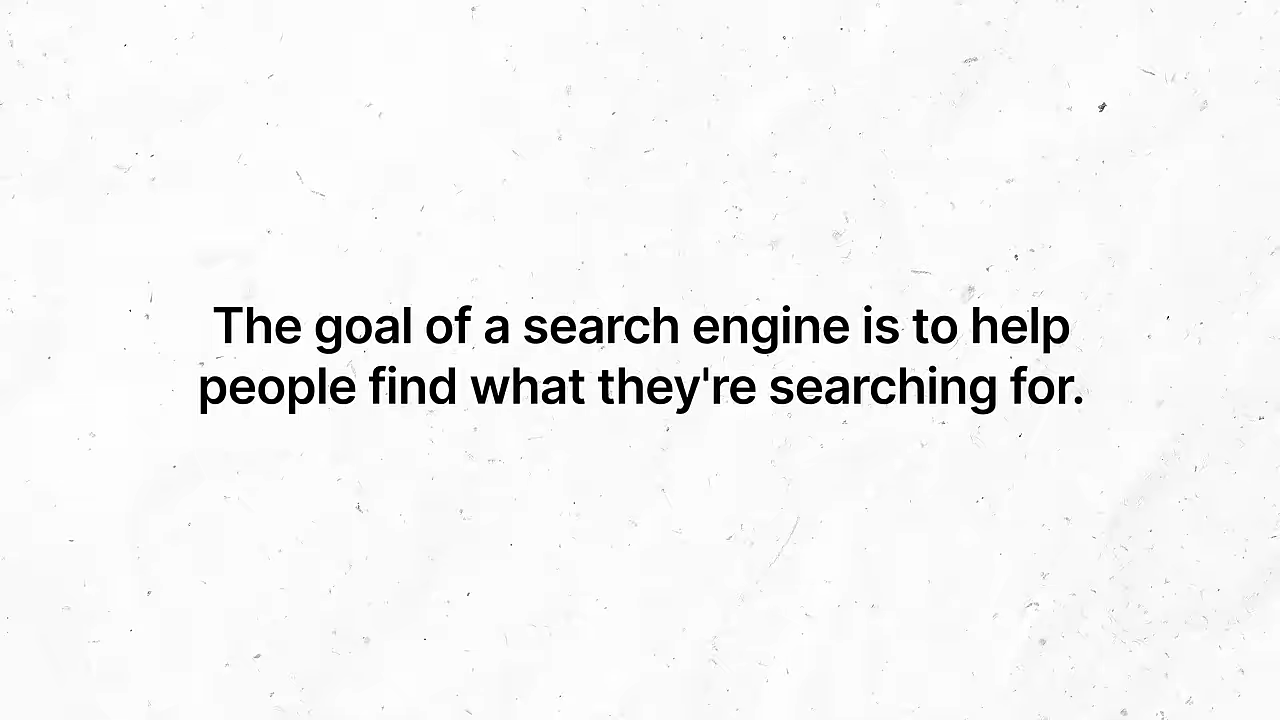 The goal of a search engine is to help
people find what they're searching for.